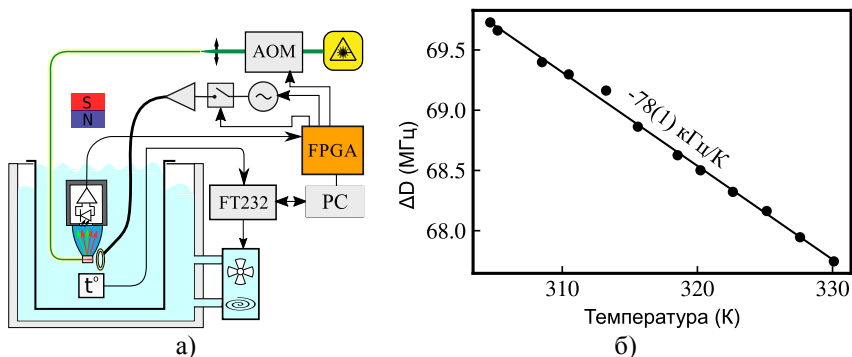 AOM
S
N
FPGA
FT232
PC
t°
а)
69.5
69.0
68.5
68.0
ΔD (МГц)
-78(1) кГц/К
310
320
330
Температура (К)
б)